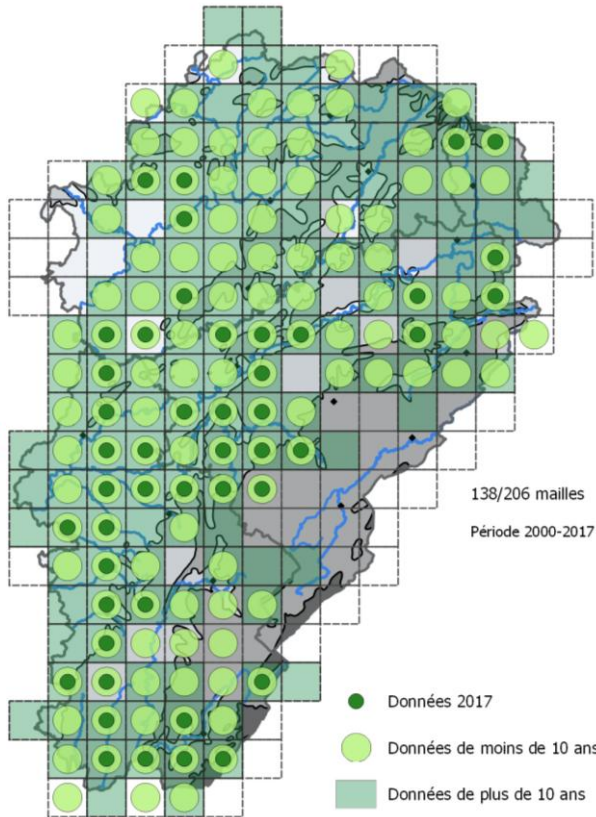 138/206 mailles
Période 2000-2017
Données 2017
Données de moins de 10 ans
Données de plus de 10 ans